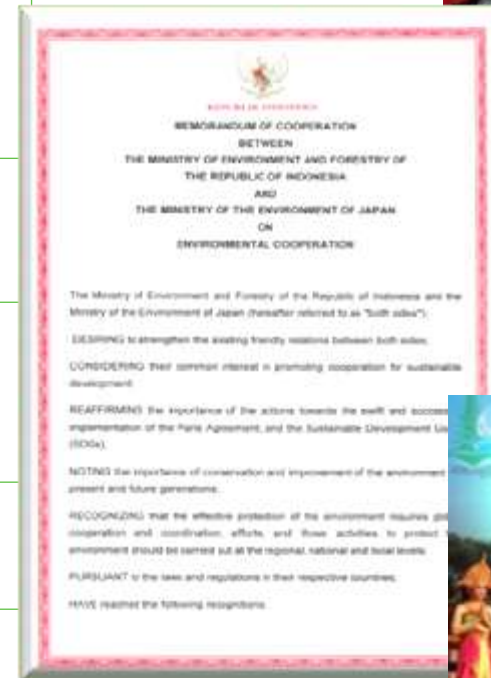 REPUBLIK INDONESIA
MEMORANDUM OF COOPERATION
BETWEEN
THE MINISTRY OF ENVIRONMENT AND FORESTRY OF
THE REPUBLIC OF INDONESIA
AND
THE MINISTRY OF THE ENVIRONMENT OF JAPAN
ON
ENVIRONMENTAL COOPERATION
The Ministry of Environment and Forestry of the Republic of Indonesia and the
Ministry of the Environment of Japan (hereafter referred to as "both sides"):
DESIRING to strengthen the existing friendly relations between both sides;
CONSIDERING their common interest in promoting cooperation for sustainable
development;
REAFFIRMING the importance of the actions towards the swift and
implementation of the Paris Agreement, and the Sustainable Development
(SDGs);
NOTING the importance of conservation and improvement of the environment
present and future generations;
RECOGNIZING that the effective protection of the environment requires
cooperation and coordination, efforts, and those activities to protect
environment should be carried out at the regional, national and local levels;
PURSUANT to the laws and regulations in their respective countries;
HAVE reached the following recognitions: